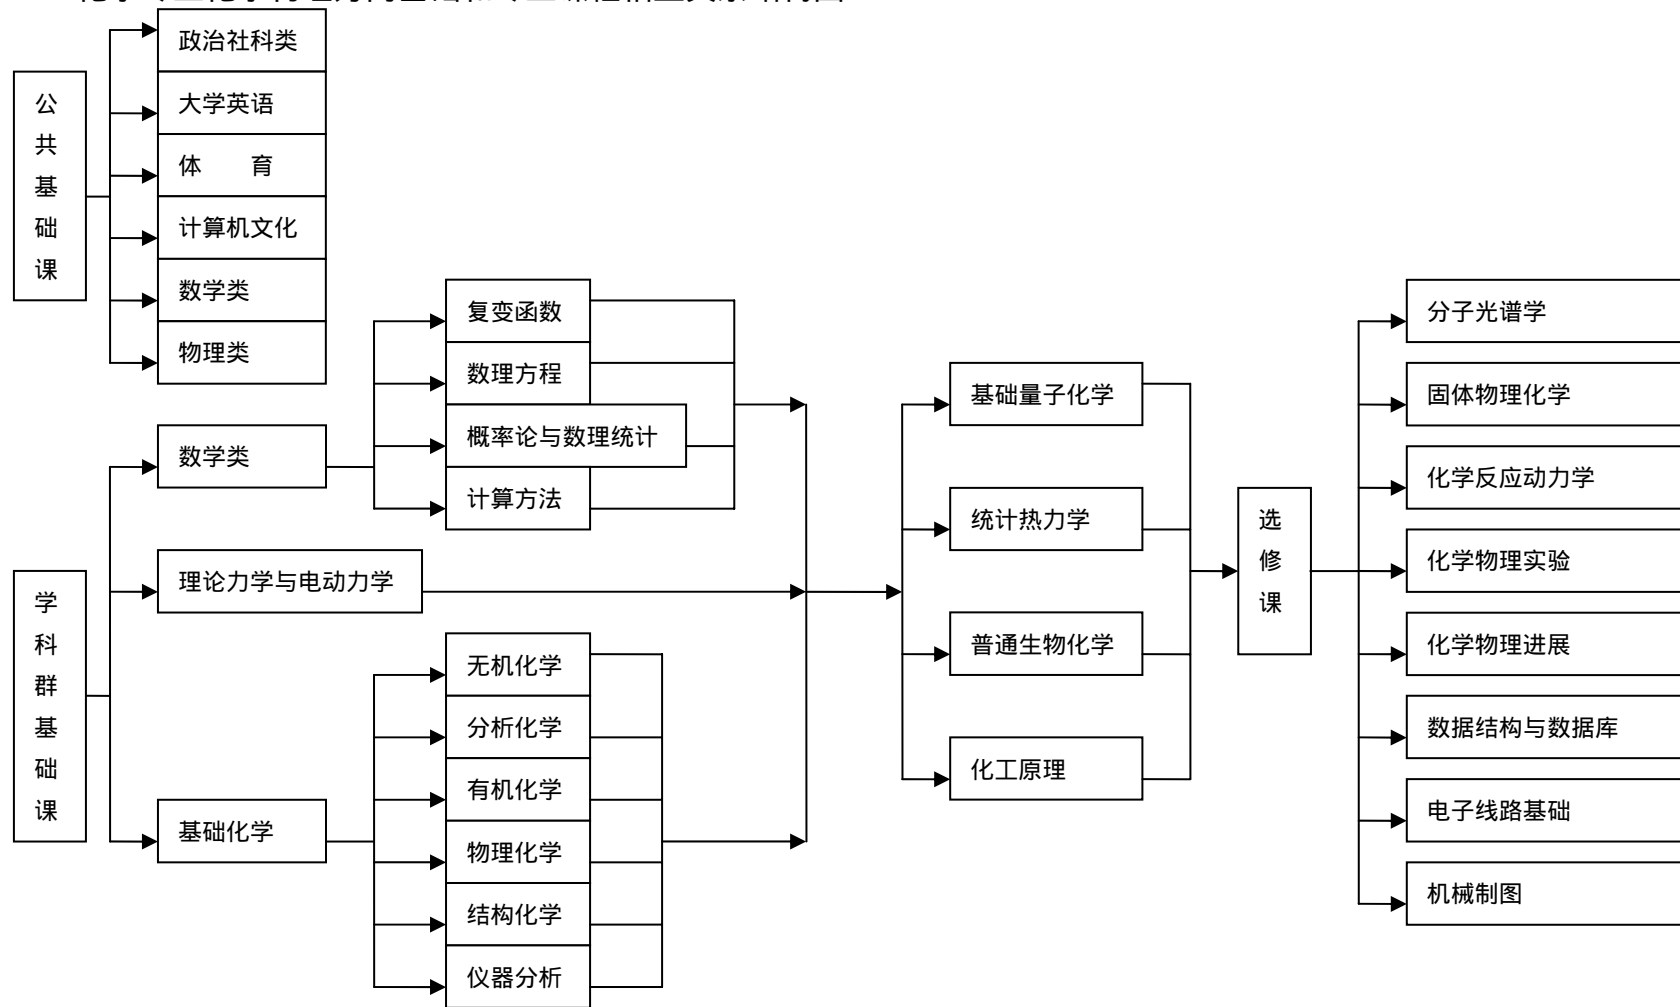 公共基础课
政治社科类
大学英语
体 育
计算机文化
数学类
物理类
学科群基础课
数学类
复变函数
数理方程
概率论与数理统计
计算方法
理论力学与电动力学
基础化学
无机化学
分析化学
有机化学
物理化学
结构化学
仪器分析
基础量子化学
统计热力学
普通生物化学
化工原理
选修课
分子光谱学
固体物理化学
化学反应动力学
化学物理实验
化学物理进展
数据结构与数据库
电子线路基础
机械制图